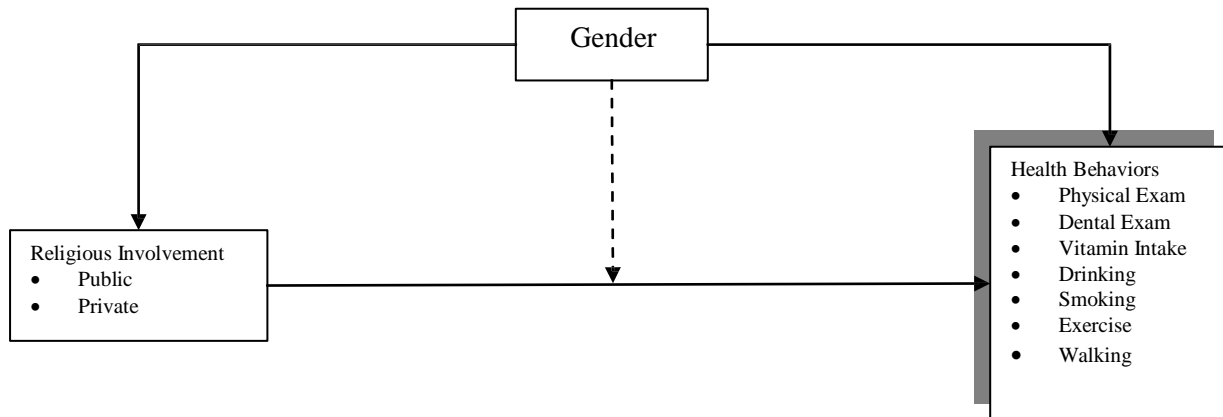 Gender
Religious Involvement
• Public
• Private
Health Behaviors
• Physical Exam
• Dental Exam
• Vitamin Intake
• Drinking
• Smoking
• Exercise
• Walking